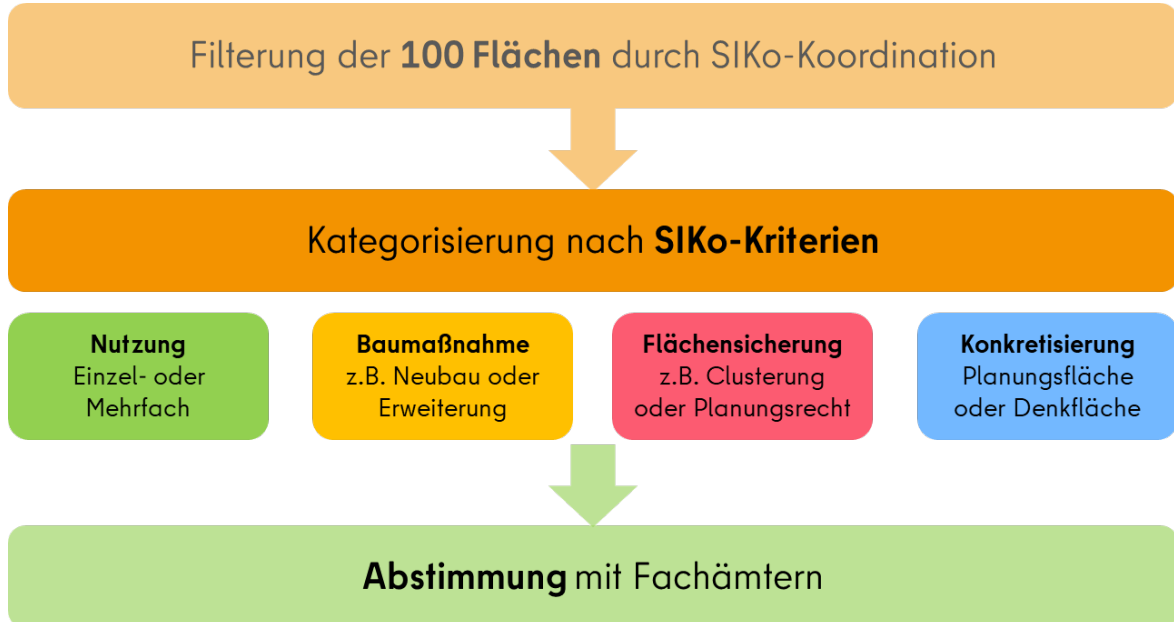 Filterung der 100 Flächen durch SIKo-Koordination
Kategorisierung nach SIKo-Kriterien
Nutzung
Einzel- oder
Mehrfach
Baumaßnahme
z.B. Neubau oder
Erweiterung
Flächensicherung
z.B. Clusterung
oder Planungsrecht
Konkretisierung
Planungsfläche
oder Denkfläche
Abstimmung mit Fachämtern